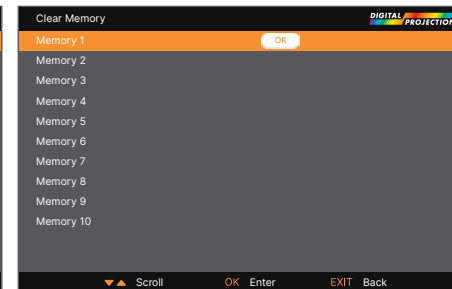 Clear Memory
DIGITAL PROJECTION
Memory 1 OK
Memory 2
Memory 3
Memory 4
Memory 5
Memory 6
Memory 7
Memory 8
Memory 9
Memory 10
▼▲ Scroll OK Enter EXIT Back